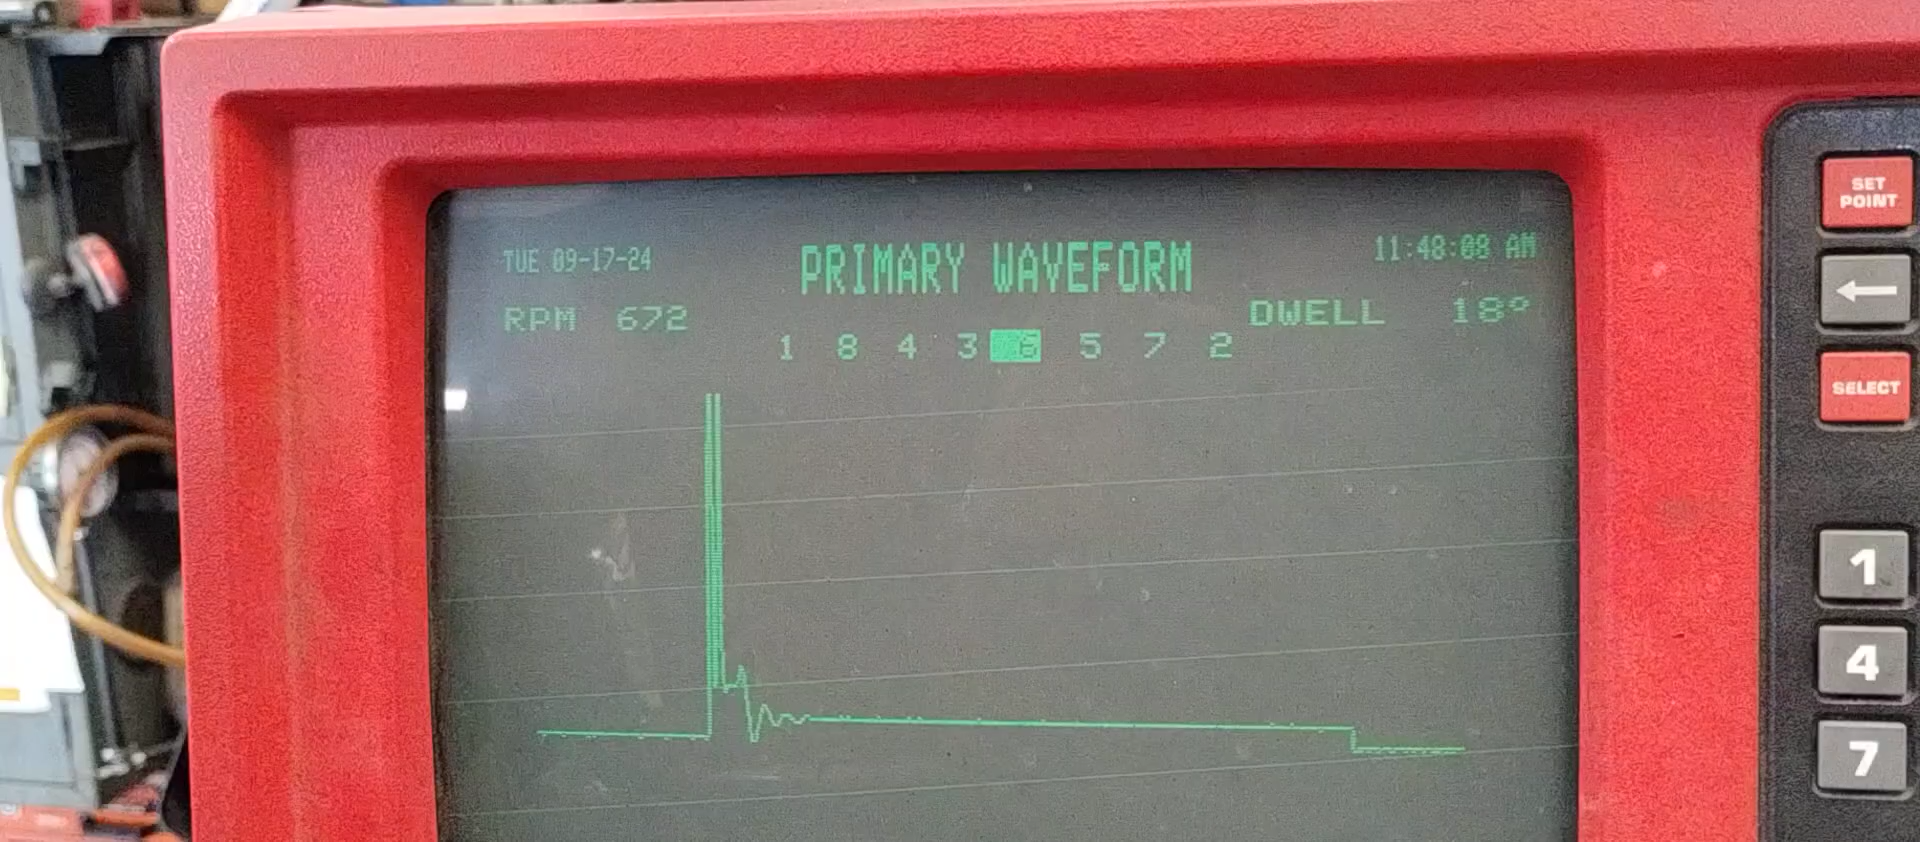 TUE 09-17-24
PRIMARY WAVEFORM
11:48:08 AM
RPM 672
DWELL 18°
1 8 4 3 6 5 7 2
SET POINT
SELECT
1
4
7